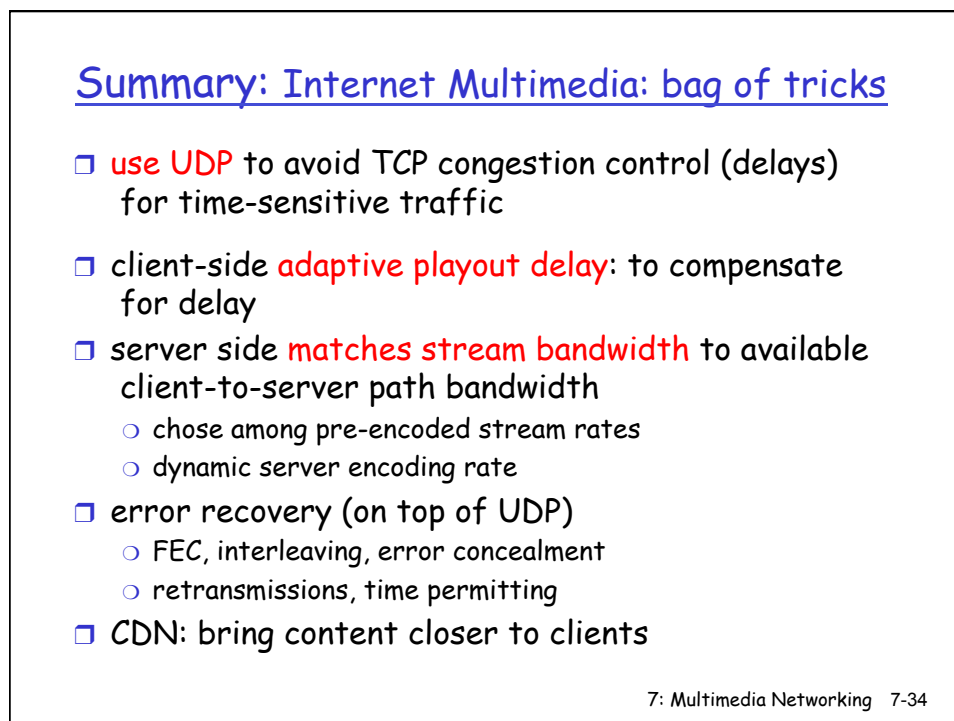 Summary: Internet Multimedia: bag of tricks
use UDP to avoid TCP congestion control (delays)
for time-sensitive traffic
client-side adaptive playout delay: to compensate
for delay
server side matches stream bandwidth to available
client-to-server path bandwidth
chose among pre-encoded stream rates
dynamic server encoding rate
error recovery (on top of UDP)
FEC, interleaving, error concealment
retransmissions, time permitting
CDN: bring content closer to clients
7: Multimedia Networking 7-34